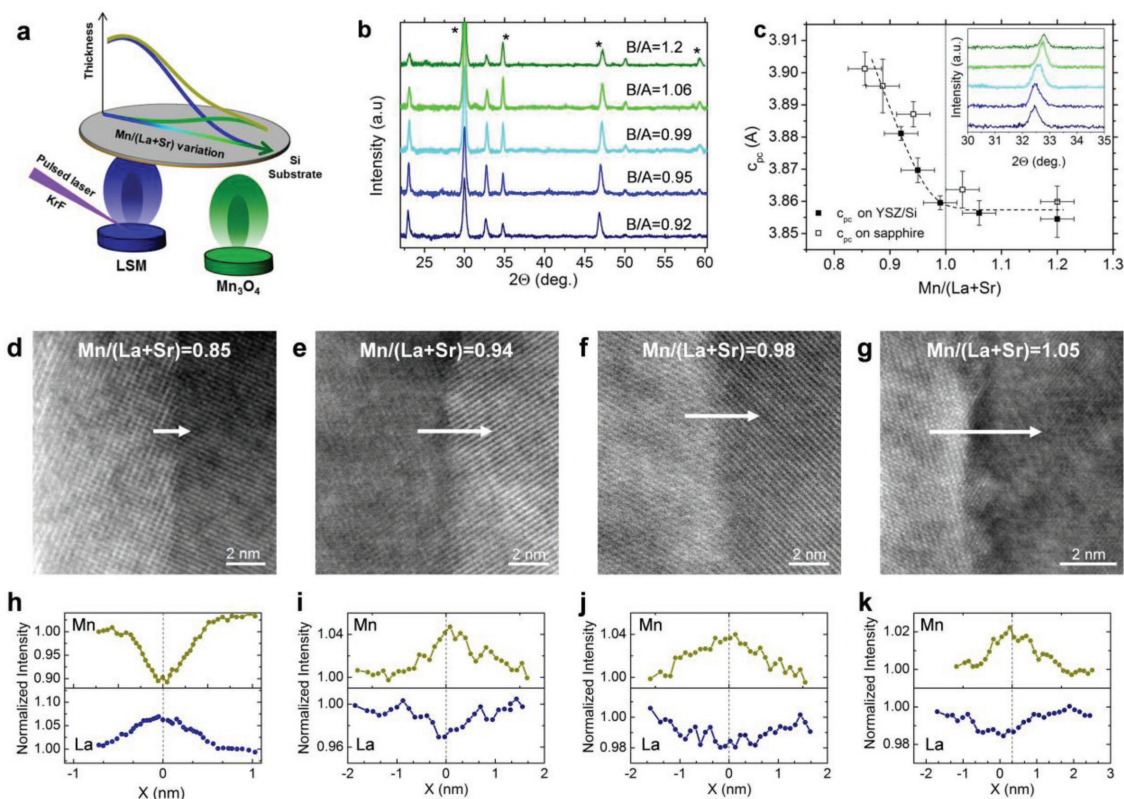 a
Thickness
Mn/(La+Sr) variation
Si
Substrate
Pulsed laser
KrF
LSM
Mn₃O₄
b
Intensity (a.u)
* * * *
B/A=1.2
B/A=1.06
B/A=0.99
B/A=0.95
B/A=0.92
30 40 50 60
2Θ (deg.)
c
c_pc (A)
3.91
3.90
3.89
3.88
3.87
3.86
3.85
Intensity (a.u.)
30 31 32 33 34 35
2Θ (deg.)
c_pc on YSZ/Si
c_pc on sapphire
0.8 0.9 1.0 1.1 1.2 1.3
Mn/(La+Sr)
d
Mn/(La+Sr)=0.85
2 nm
e
Mn/(La+Sr)=0.94
2 nm
f
Mn/(La+Sr)=0.98
2 nm
g
Mn/(La+Sr)=1.05
2 nm
h
Normalized Intensity
Mn
1.00
0.95
0.90
1.10
1.05
1.00
La
-1 0 1
X (nm)
i
Normalized Intensity
Mn
1.04
1.00
1.00
0.96
La
-2 -1 0 1 2
X (nm)
j
Normalized Intensity
Mn
1.04
1.00
1.00
0.98
La
-2 -1 0 1 2
X (nm)
k
Normalized Intensity
Mn
1.02
1.00
1.00
0.98
La
-2 -1 0 1 2 3
X (nm)